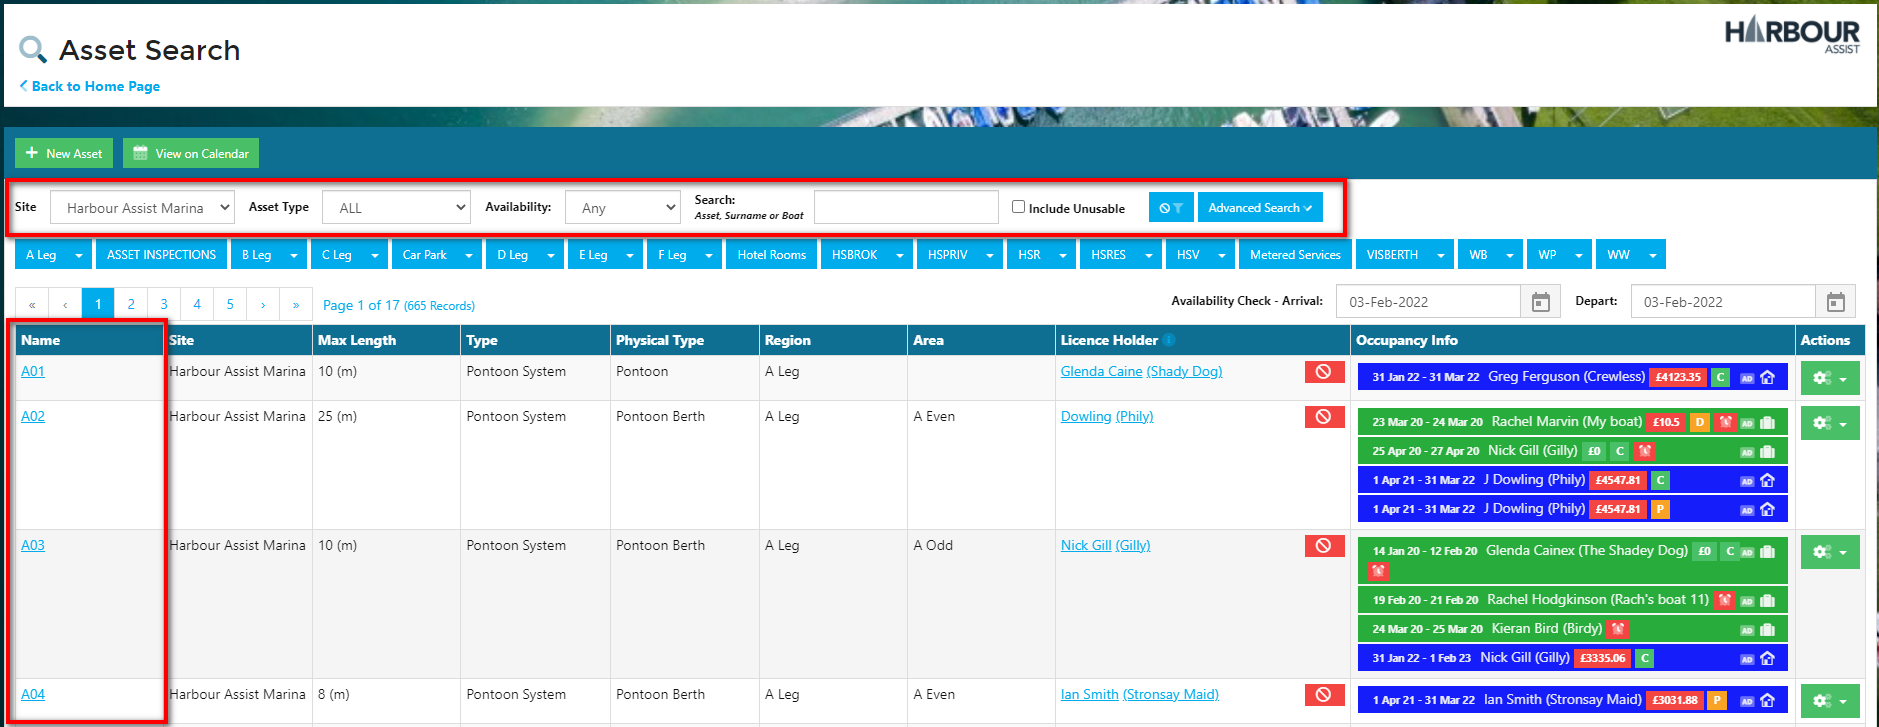 HARBOUR
ASSIST
Asset Search
Back to Home Page
New Asset View on Calendar
Site Harbour Assist Marina Asset Type ALL Availability: Any Search: Asset, Surname or Boat Include Unusable Advanced Search
A Leg ASSET INSPECTIONS B Leg C Leg Car Park D Leg E Leg F Leg Hotel Rooms HSBROK HSPRIV HSR HSRES HSV Metered Services VISBERTH WB WP WW
« ‹ 1 2 3 4 5 › » Page 1 of 17 (665 Records) Availability Check - Arrival: 03-Feb-2022 Depart: 03-Feb-2022
Name Site Max Length Type Physical Type Region Area Licence Holder Occupancy Info Actions
A01 Harbour Assist Marina 10 (m) Pontoon System Pontoon A Leg Glenda Caine (Shady Dog) 31 Jan 22 - 31 Mar 22 Greg Ferguson (Crewless) £4123.35 C AD
A02 Harbour Assist Marina 25 (m) Pontoon System Pontoon Berth A Leg A Even Dowling (Phily) 23 Mar 20 - 24 Mar 20 Rachel Marvin (My boat) £10.5 D AD
25 Apr 20 - 27 Apr 20 Nick Gill (Gilly) £0 C AD
1 Apr 21 - 31 Mar 22 J Dowling (Phily) £4547.81 C AD
1 Apr 21 - 31 Mar 22 J Dowling (Phily) £4547.81 P AD
A03 Harbour Assist Marina 10 (m) Pontoon System Pontoon Berth A Leg A Odd Nick Gill (Gilly) 14 Jan 20 - 12 Feb 20 Glenda Cainex (The Shadey Dog) £0 C AD
19 Feb 20 - 21 Feb 20 Rachel Hodgkinson (Rach's boat 11) AD
24 Mar 20 - 25 Mar 20 Kieran Bird (Birdy) AD
31 Jan 22 - 1 Feb 23 Nick Gill (Gilly) £3335.06 C AD
A04 Harbour Assist Marina 8 (m) Pontoon System Pontoon Berth A Leg A Even Ian Smith (Stronsay Maid) 1 Apr 21 - 31 Mar 22 Ian Smith (Stronsay Maid) £3031.88 P AD